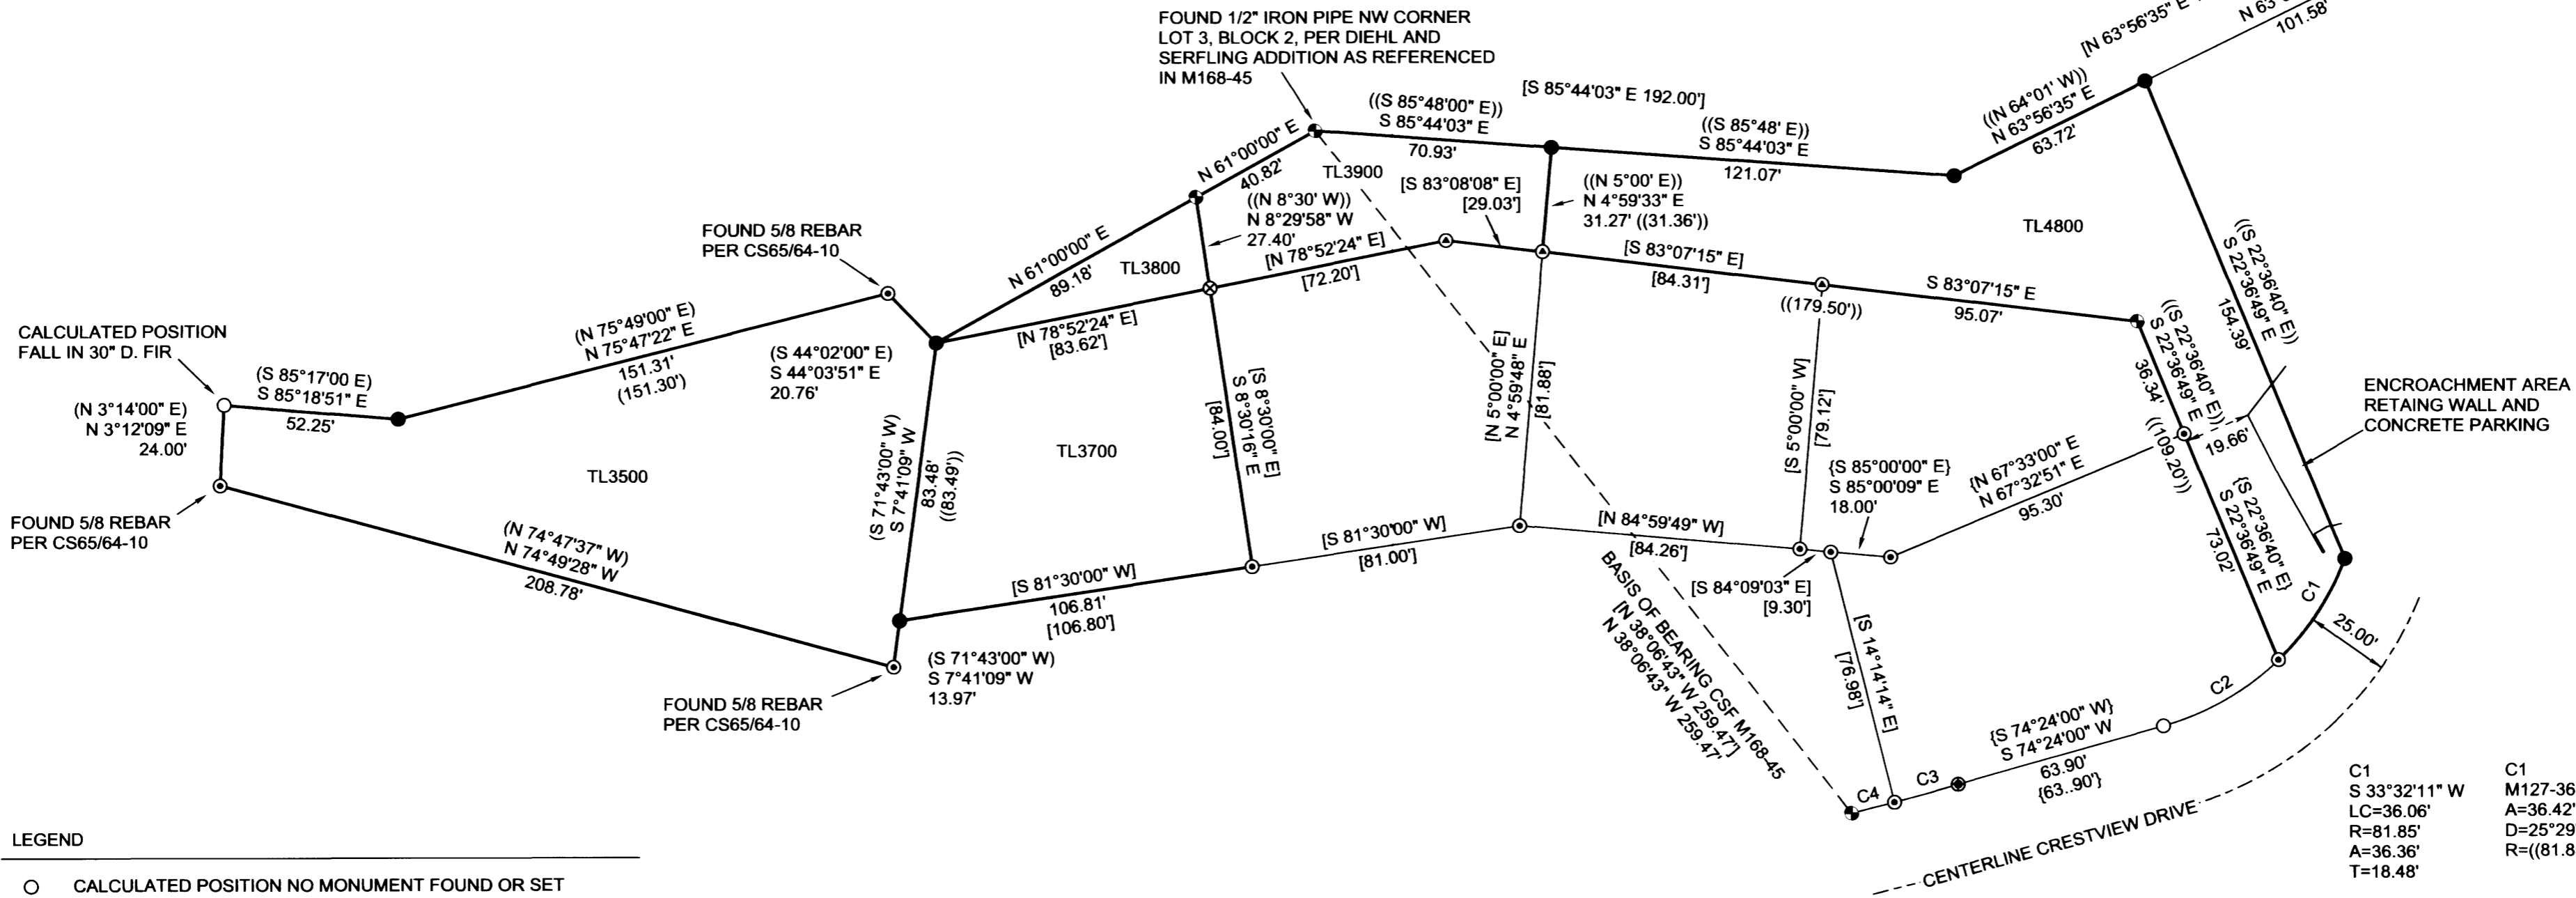 FOUND 1/2" IRON PIPE NW CORNER
LOT 3, BLOCK 2, PER DIEHL AND
SERFLING ADDITION AS REFERENCED
IN M168-45
[N 63°56'35" E
101.58'
((N 64°01' W))
N 63°56'35" E
63.72'
[S 85°44'03" E 192.00']
((S 85°48'00" E))
S 85°44'03" E
70.93'
((S 85°48' E))
S 85°44'03" E
121.07'
N 61°00'00" E
40.82'
TL3900
[S 83°08'08" E]
[29.03']
((N 5°00' E))
N 4°59'33" E
31.27' ((31.36'))
TL4800
((N 8°30' W))
N 8°29'58" W
27.40'
FOUND 5/8 REBAR
PER CS65/64-10
N 61°00'00" E
89.18'
TL3800
[N 78°52'24" E]
[72.20']
[S 83°07'15" E]
[84.31']
((179.50'))
S 83°07'15" E
95.07'
((S 22°36'40" E))
S 22°36'49" E
154.39'
CALCULATED POSITION
FALL IN 30" D. FIR
(N 75°49'00" E)
N 75°47'22" E
151.31'
(151.30')
(S 44°02'00" E)
S 44°03'51" E
20.76'
[N 78°52'24" E]
[83.62']
(S 85°17'00 E)
S 85°18'51" E
52.25'
(N 3°14'00" E)
N 3°12'09" E
24.00'
((S 22°36'40" E))
S 22°36'49" E
36.34'
((109.20'))
19.66'
ENCROACHMENT AREA
RETAING WALL AND
CONCRETE PARKING
TL3500
TL3700
(S 71°43'00" W)
S 7°41'09" W
83.48'
((83.49'))
[S 8°30'00" E]
S 8°30'16" E
[84.00']
[N 5°00'00" E]
N 4°59'48" E
[81.88']
[S 5°00'00" W]
[79.12']
{S 85°00'00" E}
S 85°00'09" E
18.00'
{N 67°33'00" E
N 67°32'51" E
95.30'
{S 22°36'40" E}
S 22°36'49" E
73.02'
FOUND 5/8 REBAR
PER CS65/64-10
(N 74°47'37" W)
N 74°49'28" W
208.78'
[S 81°30'00" W]
106.81'
[106.80']
[S 81°30'00" W]
[81.00']
[N 84°59'49" W]
[84.26']
[S 84°09'03" E]
[9.30']
[S 14°14'14" E]
[76.98']
BASIS OF BEARING CSF M168-45
[N 38°06'43" W 259.47']
N 38°06'43" W 259.47'
C1
25.00'
C2
(S 71°43'00" W)
S 7°41'09" W
13.97'
FOUND 5/8 REBAR
PER CS65/64-10
{S 74°24'00" W}
S 74°24'00" W
63.90'
{63..90'}
C3
C4
CENTERLINE CRESTVIEW DRIVE
C1
S 33°32'11" W
LC=36.06'
R=81.85'
A=36.36'
T=18.48'
C1
M127-36
A=36.42'
D=25°29
R=((81.8
LEGEND
CALCULATED POSITION NO MONUMENT FOUND OR SET